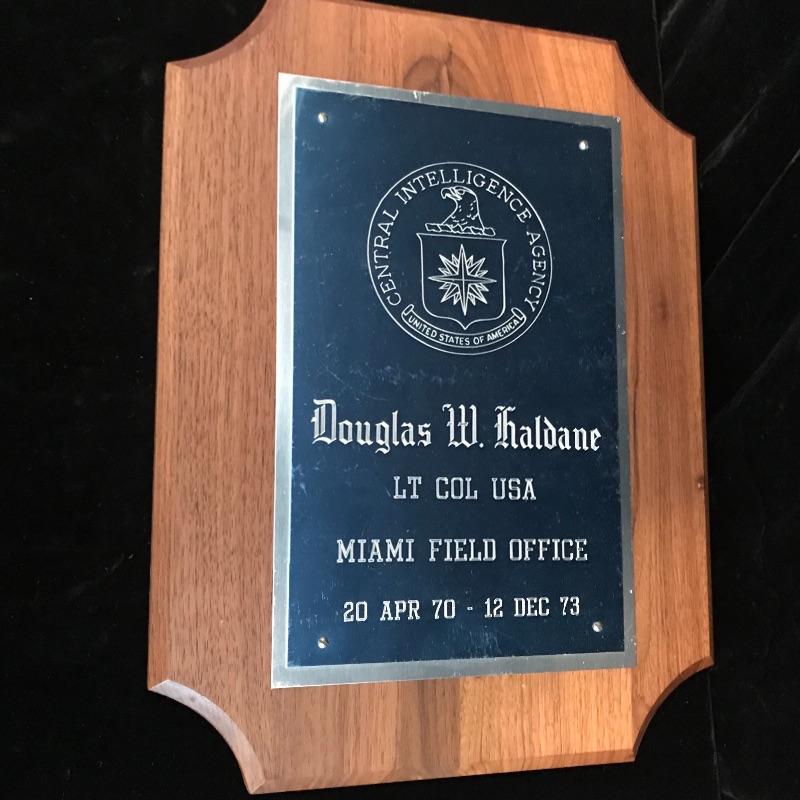 CENTRAL INTELLIGENCE AGENCY
UNITED STATES OF AMERICA
Douglas W. Haldane
LT COL USA
MIAMI FIELD OFFICE
20 APR 70 - 12 DEC 73